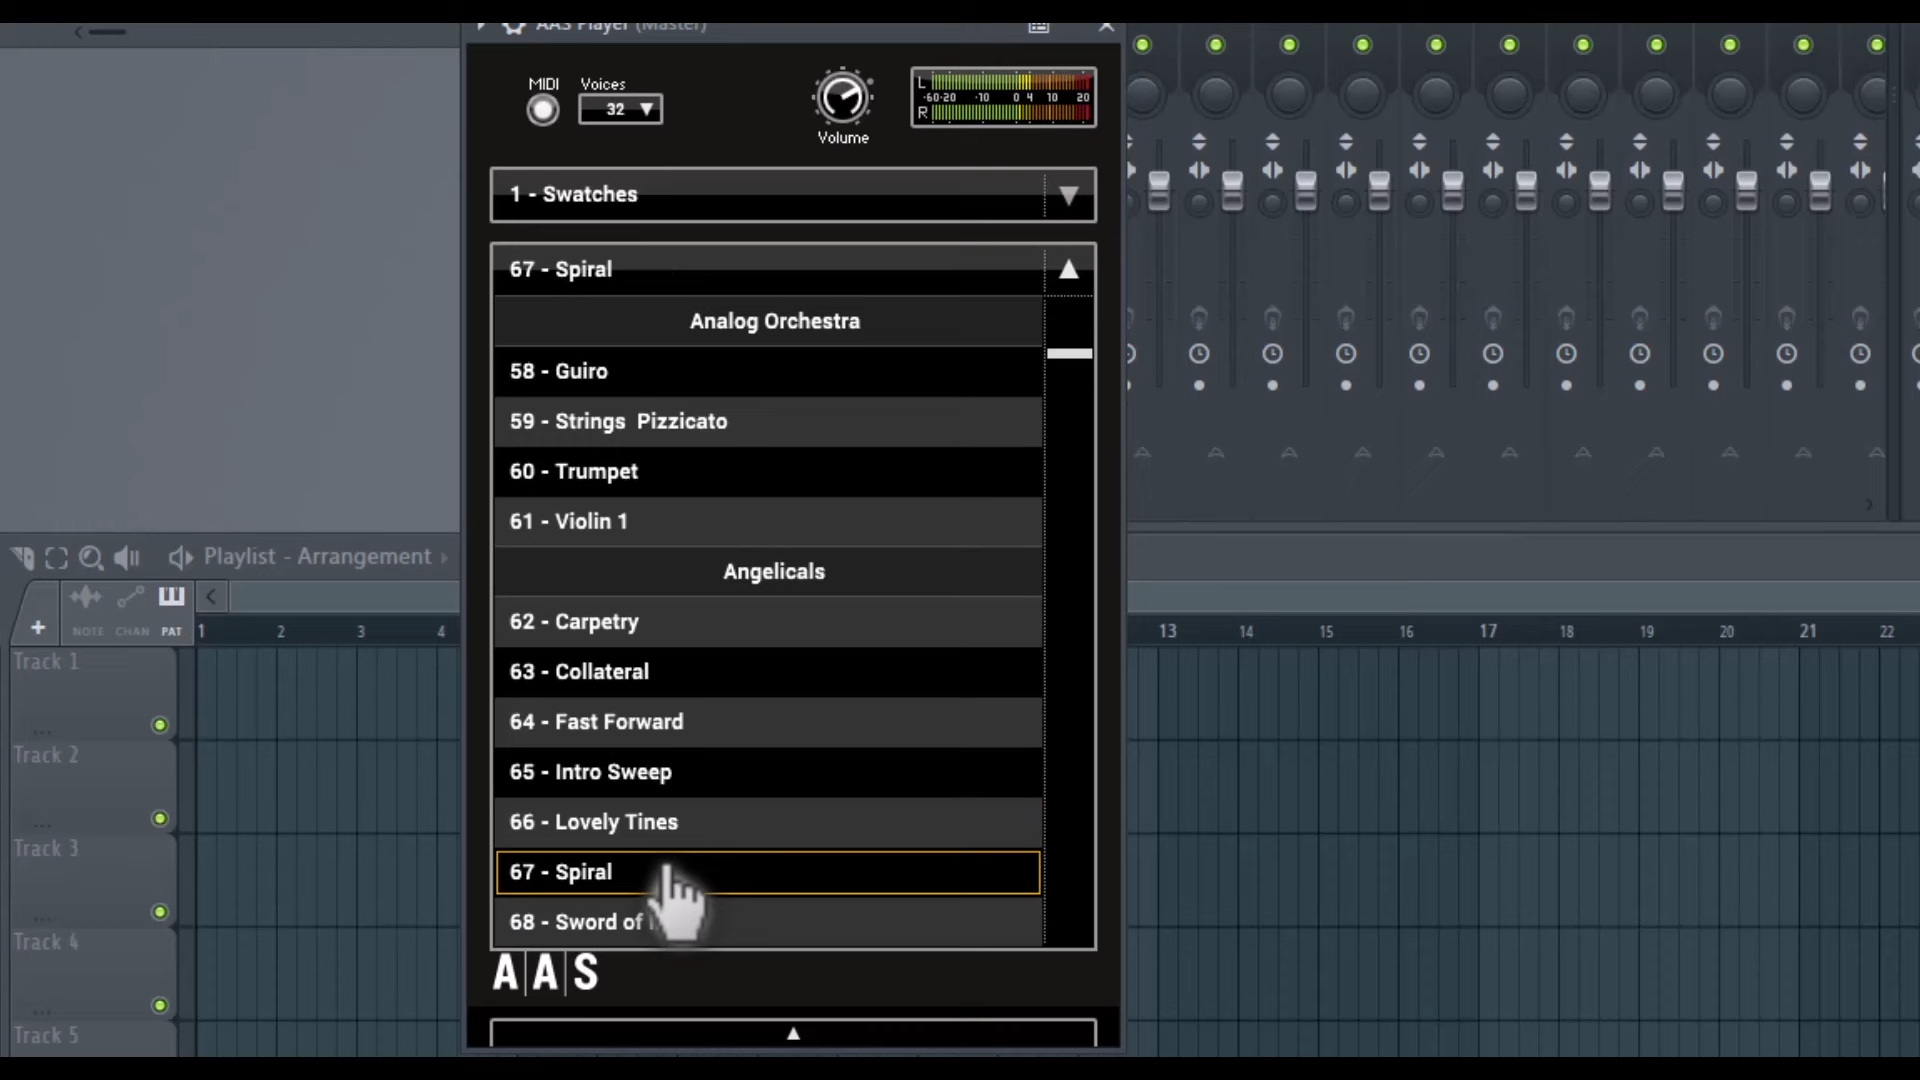 AAS Player (Master)
MIDI
Voices
32
Volume
L
-60-20 -10 0 4 10 20
R
1 - Swatches
67 - Spiral
Analog Orchestra
58 - Guiro
59 - Strings Pizzicato
60 - Trumpet
61 - Violin 1
Angelicals
62 - Carpetry
63 - Collateral
64 - Fast Forward
65 - Intro Sweep
66 - Lovely Tines
67 - Spiral
68 - Sword of
A|A|S
Playlist - Arrangement
NOTE CHAN PAT
1 2 3 4 13 14 15 16 17 18 19 20 21 22
Track 1
Track 2
Track 3
Track 4
Track 5